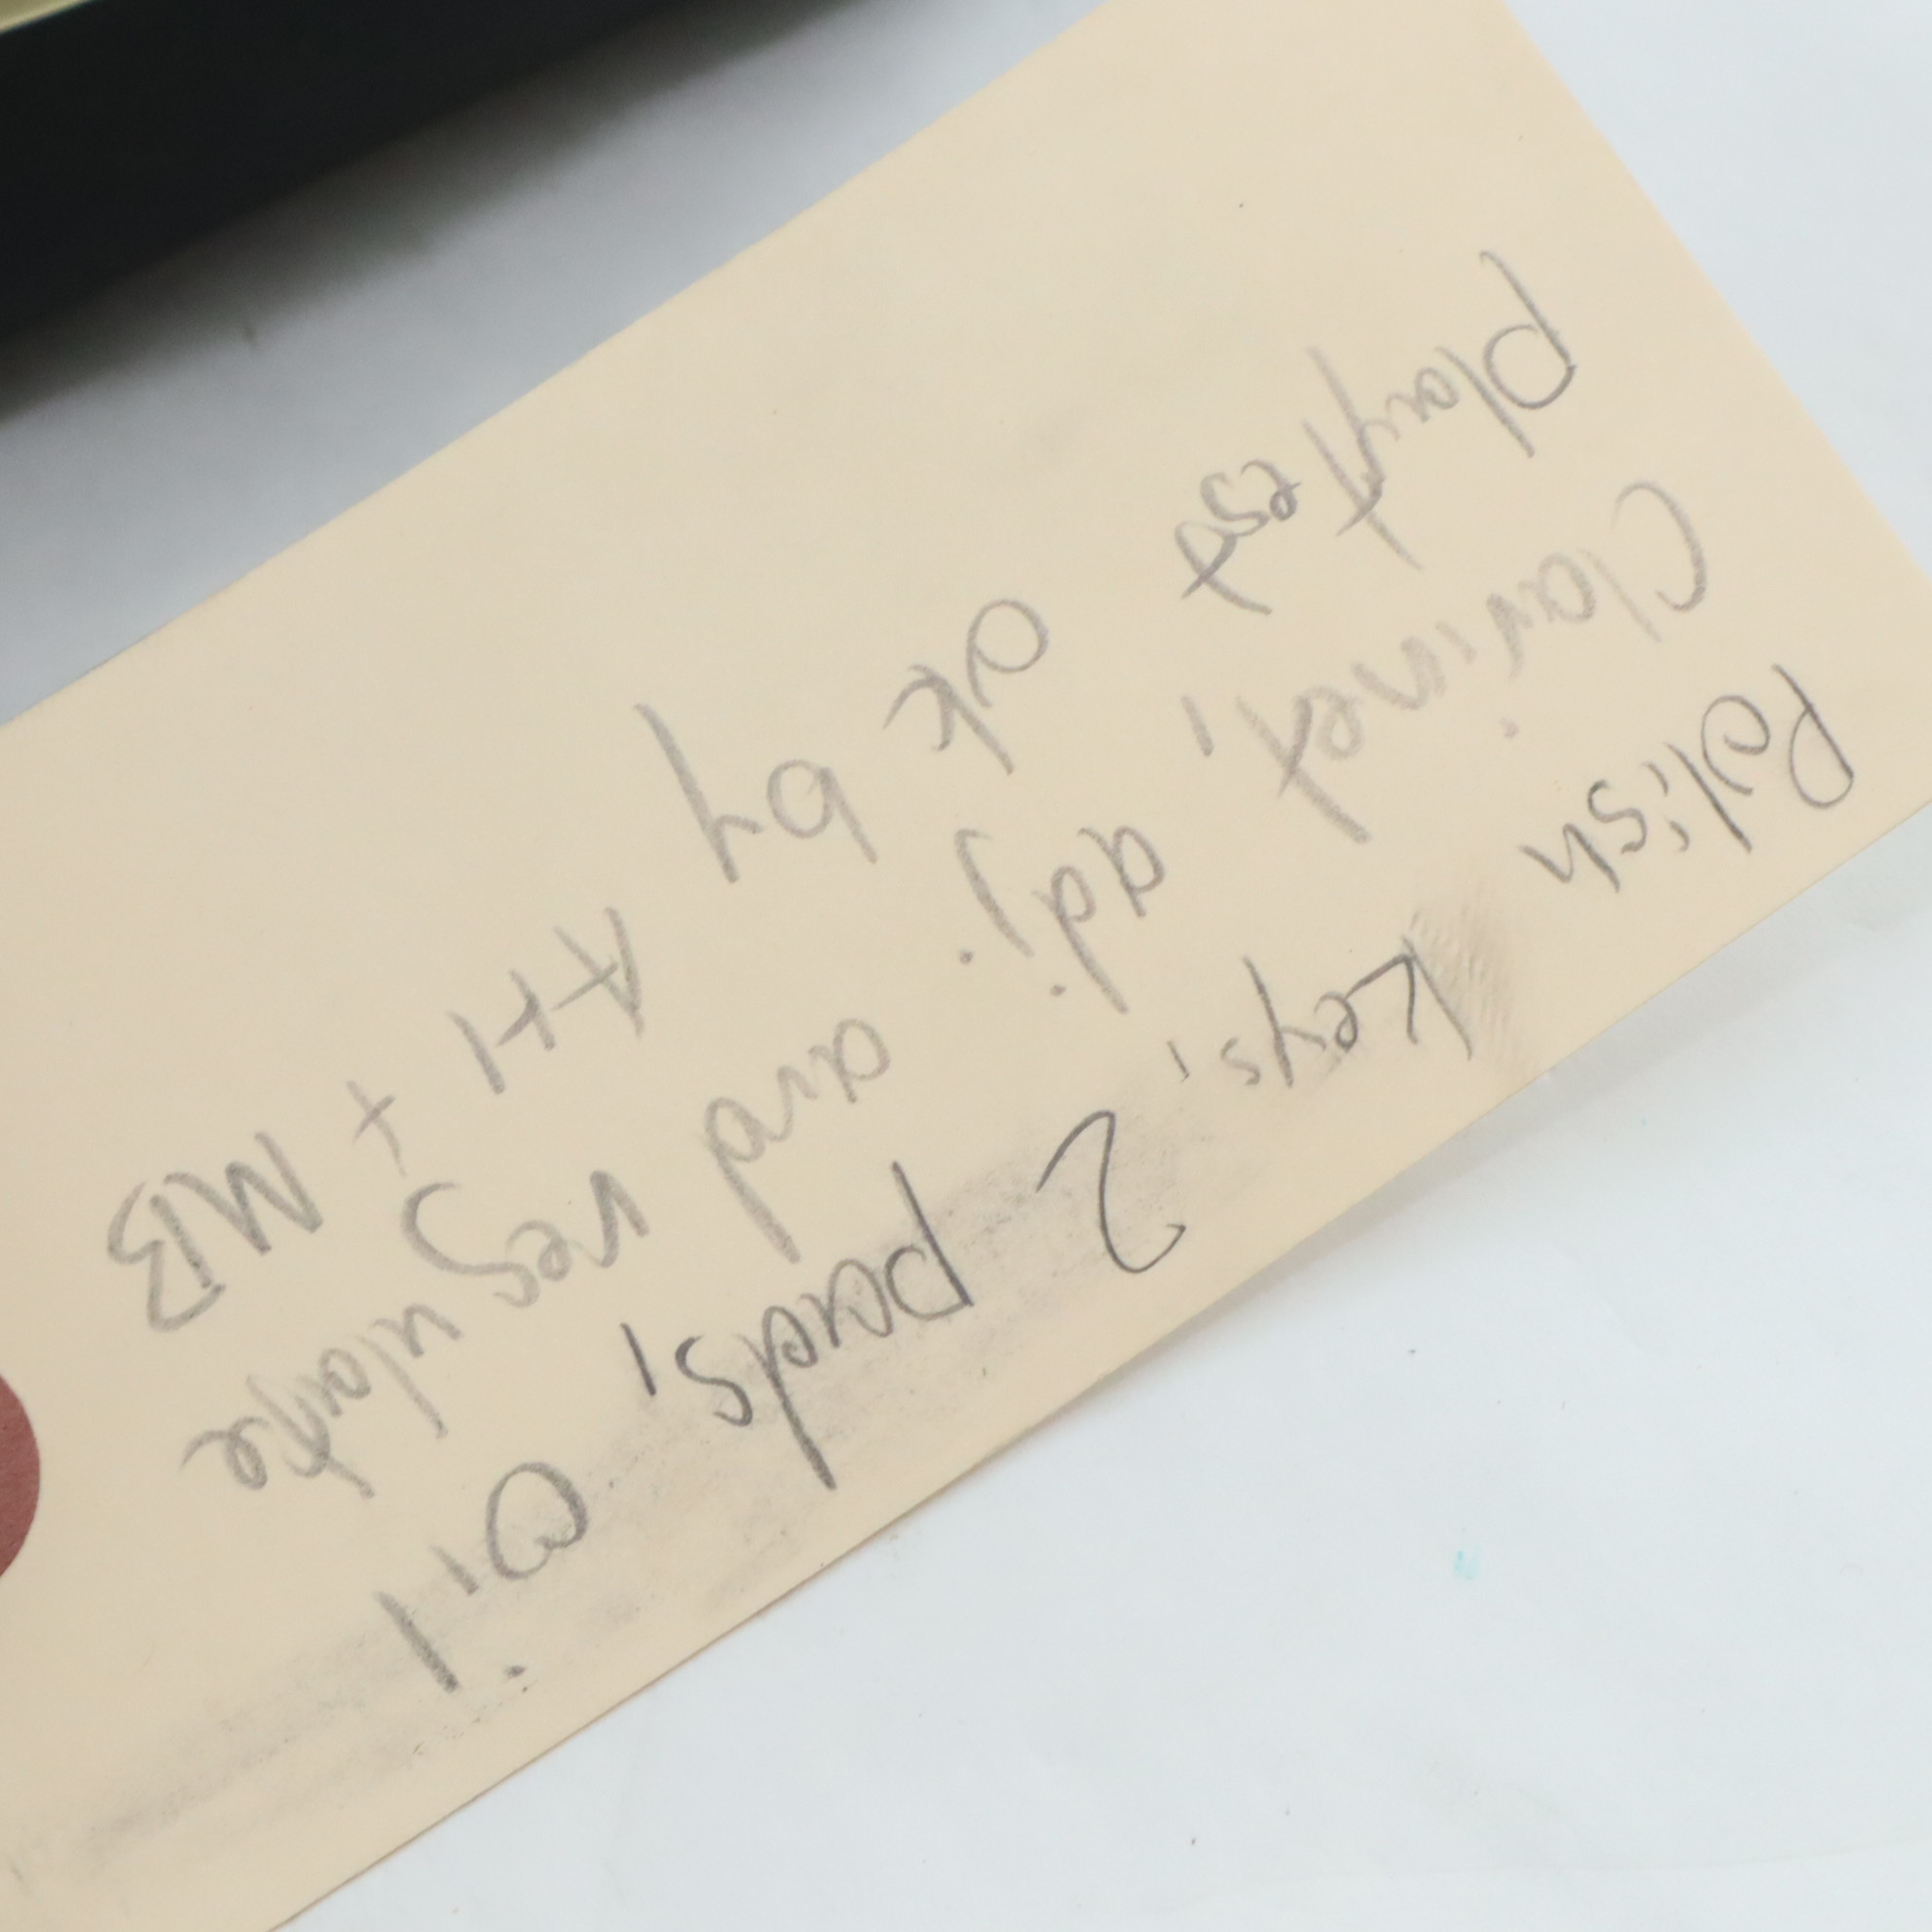 Polish keys, 2 pads, Oil
Clarinet, adj. and regulate
Playtest ok by AH + MB